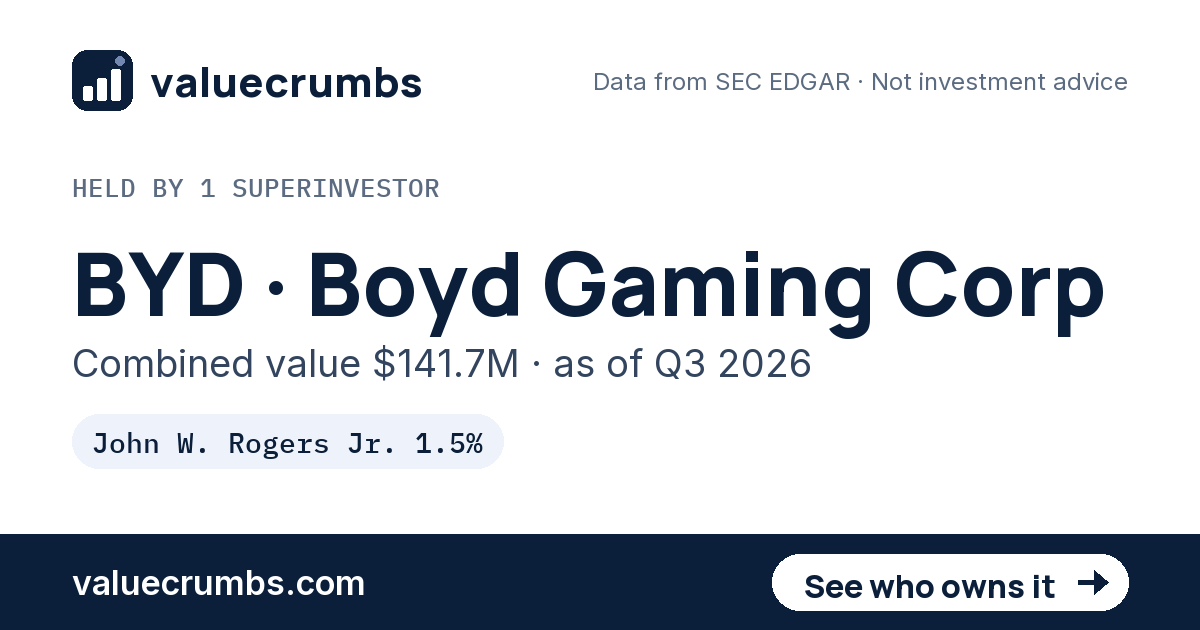 valuecrumbs
Data from SEC EDGAR · Not investment advice
HELD BY 1 SUPERINVESTOR
BYD · Boyd Gaming Corp
Combined value $141.7M · as of Q3 2026
John W. Rogers Jr. 1.5%
valuecrumbs.com
See who owns it →